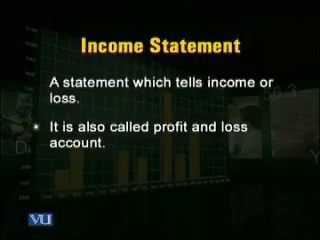 Income Statement
A statement which tells income or
loss.
It is also called profit and loss
account.
VU